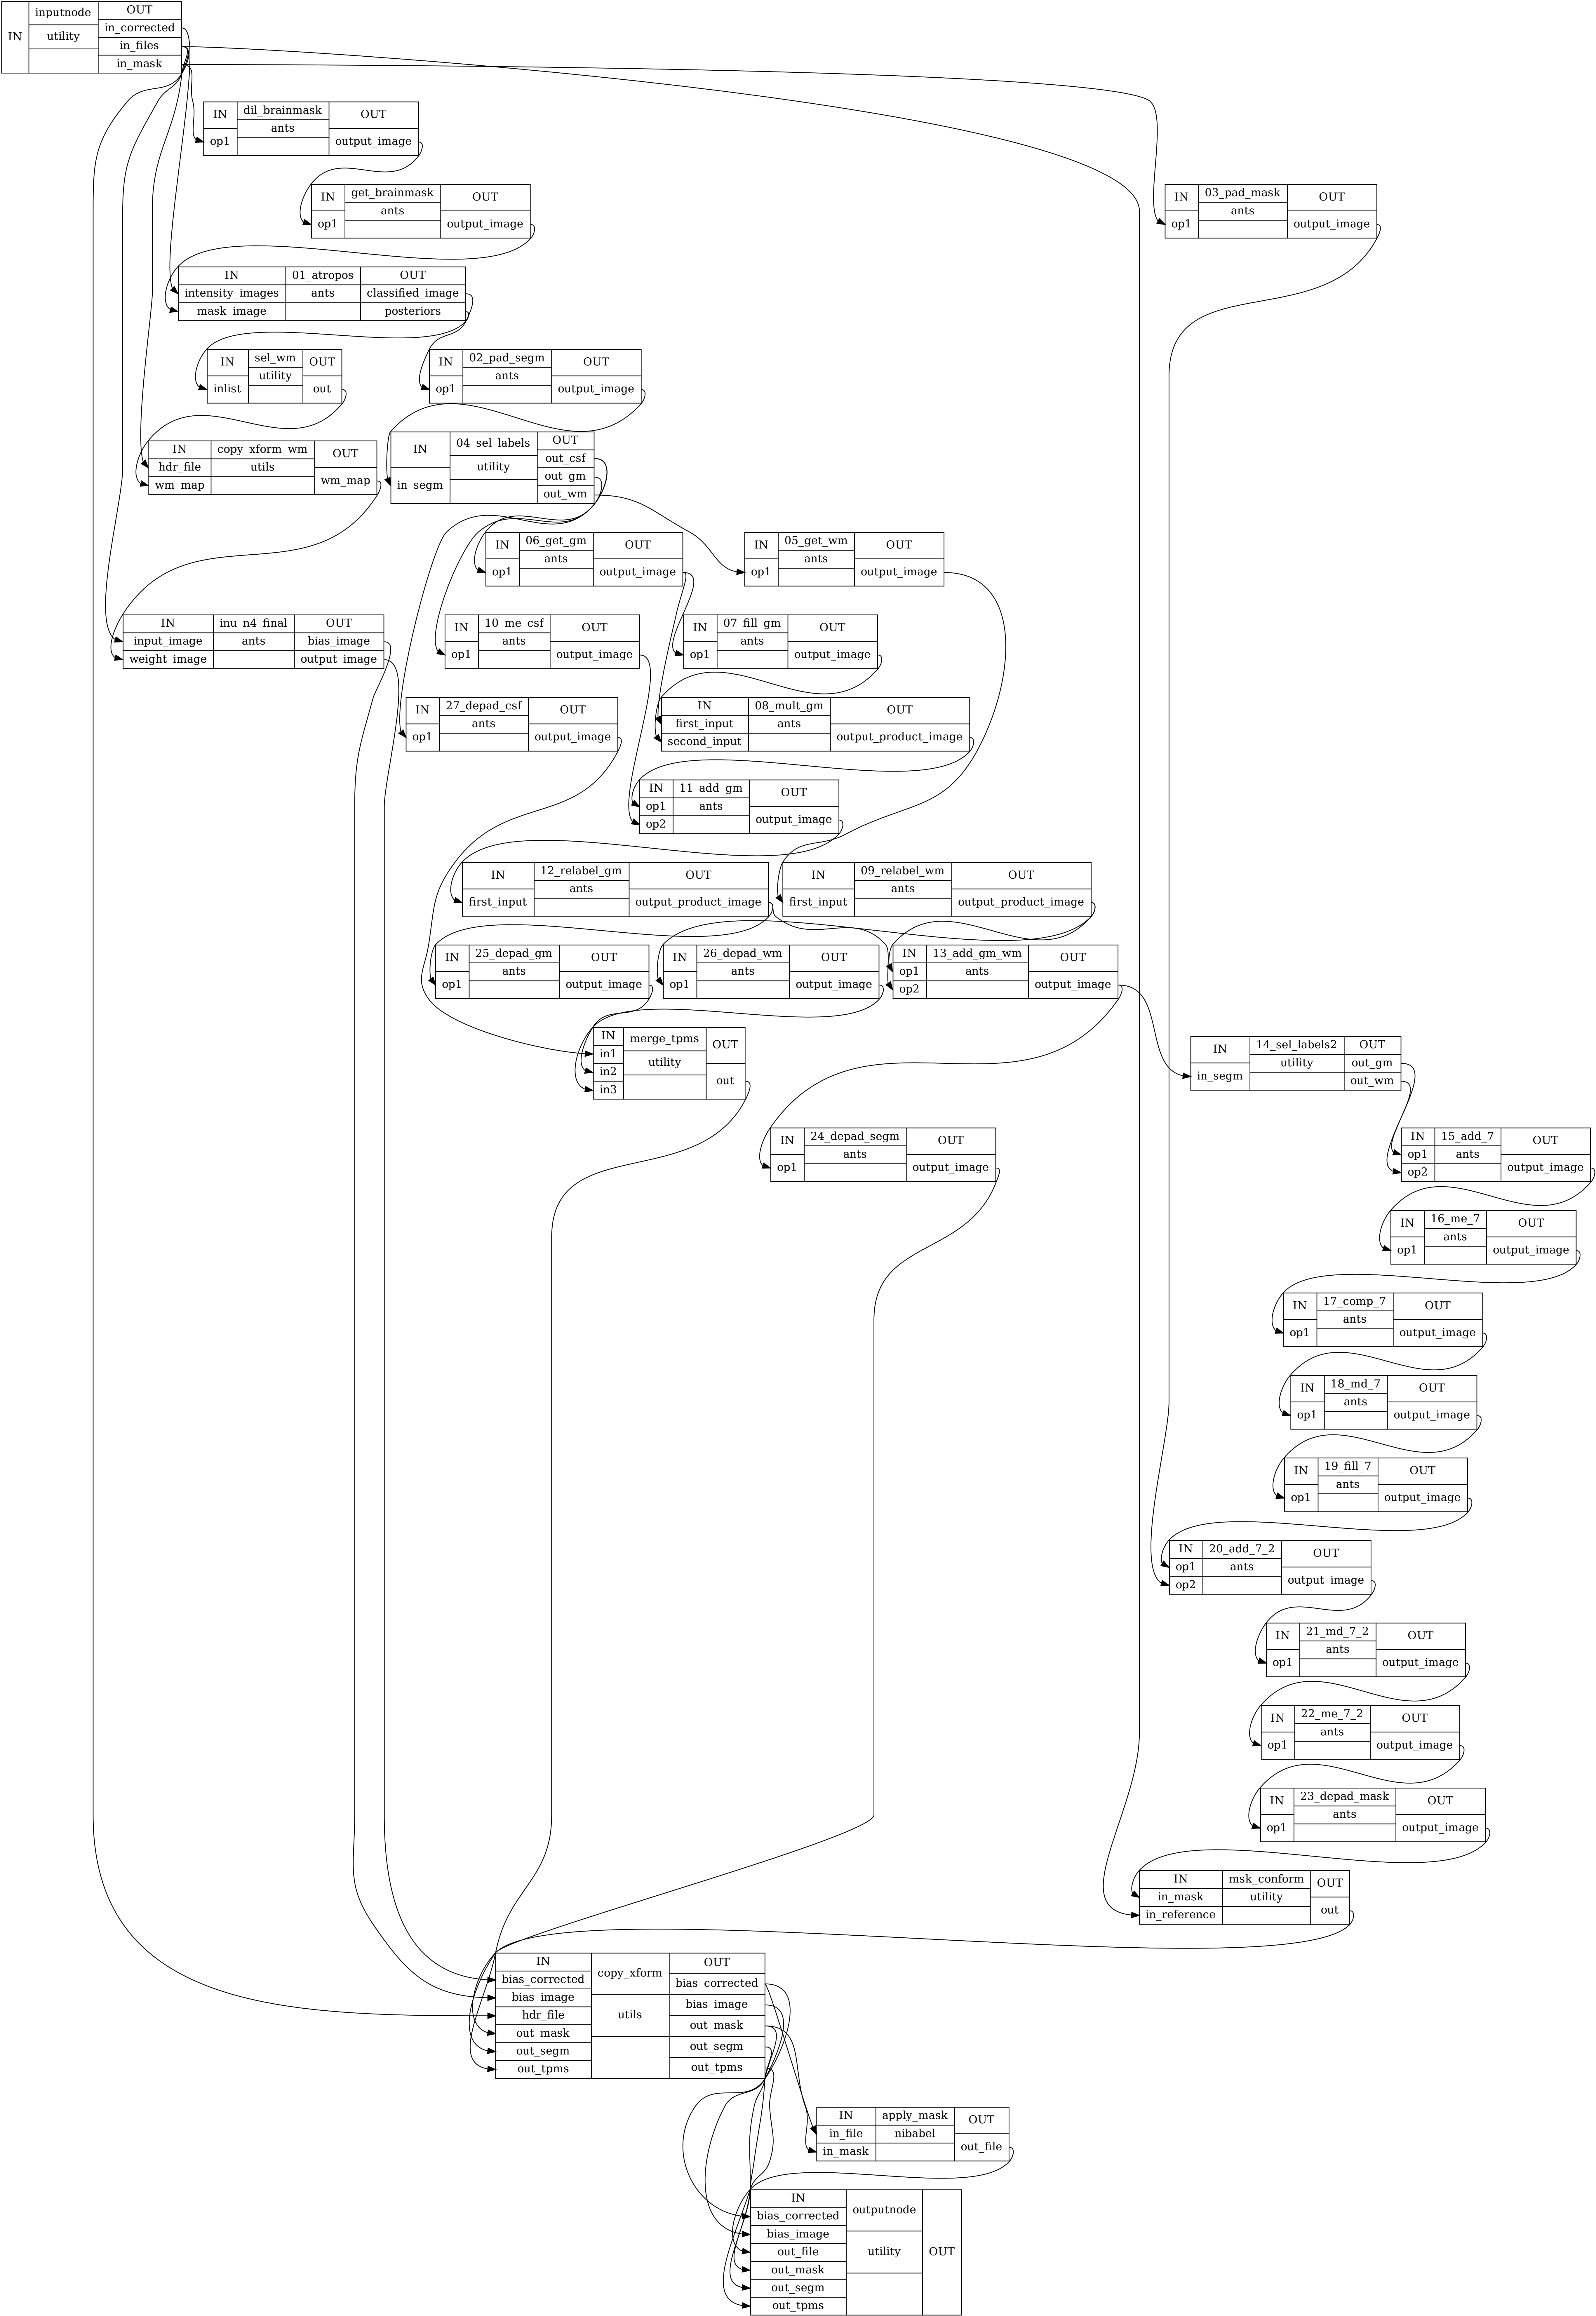 inputnode OUT
in_corrected
IN utility in_files
in_mask
IN dil_brainmask OUT
ants
op1 output_image
IN get_brainmask OUT
ants
op1 output_image
IN 03_pad_mask OUT
ants
op1 output_image
IN 01_atropos OUT
intensity_images ants classified_image
mask_image posteriors
IN sel_wm OUT
utility
inlist out
IN 02_pad_segm OUT
ants
op1 output_image
IN copy_xform_wm OUT
hdr_file utils
wm_map wm_map
IN 04_sel_labels OUT
out_csf
utility out_gm
in_segm out_wm
IN 06_get_gm OUT
ants
op1 output_image
IN 05_get_wm OUT
ants
op1 output_image
IN inu_n4_final OUT
input_image ants bias_image
weight_image output_image
IN 10_me_csf OUT
ants
op1 output_image
IN 07_fill_gm OUT
ants
op1 output_image
IN 27_depad_csf OUT
ants
op1 output_image
IN 08_mult_gm OUT
first_input ants
second_input output_product_image
IN 11_add_gm OUT
op1 ants
op2 output_image
IN 12_relabel_gm OUT
ants
first_input output_product_image
IN 09_relabel_wm OUT
ants
first_input output_product_image
IN 25_depad_gm OUT
ants
op1 output_image
IN 26_depad_wm OUT
ants
op1 output_image
IN 13_add_gm_wm OUT
op1 ants
op2 output_image
IN merge_tpms OUT
in1
in2 utility
in3 out
IN 14_sel_labels2 OUT
utility out_gm
in_segm out_wm
IN 24_depad_segm OUT
ants
op1 output_image
IN 15_add_7 OUT
op1 ants
op2 output_image
IN 16_me_7 OUT
ants
op1 output_image
IN 17_comp_7 OUT
ants
op1 output_image
IN 18_md_7 OUT
ants
op1 output_image
IN 19_fill_7 OUT
ants
op1 output_image
IN 20_add_7_2 OUT
op1 ants
op2 output_image
IN 21_md_7_2 OUT
ants
op1 output_image
IN 22_me_7_2 OUT
ants
op1 output_image
IN 23_depad_mask OUT
ants
op1 output_image
IN msk_conform OUT
in_mask utility
in_reference out
IN copy_xform OUT
bias_corrected bias_corrected
bias_image bias_image
hdr_file utils out_mask
out_mask
out_segm out_segm
out_tpms out_tpms
IN apply_mask OUT
in_file nibabel
in_mask out_file
IN outputnode
bias_corrected
bias_image
out_file utility OUT
out_mask
out_segm
out_tpms